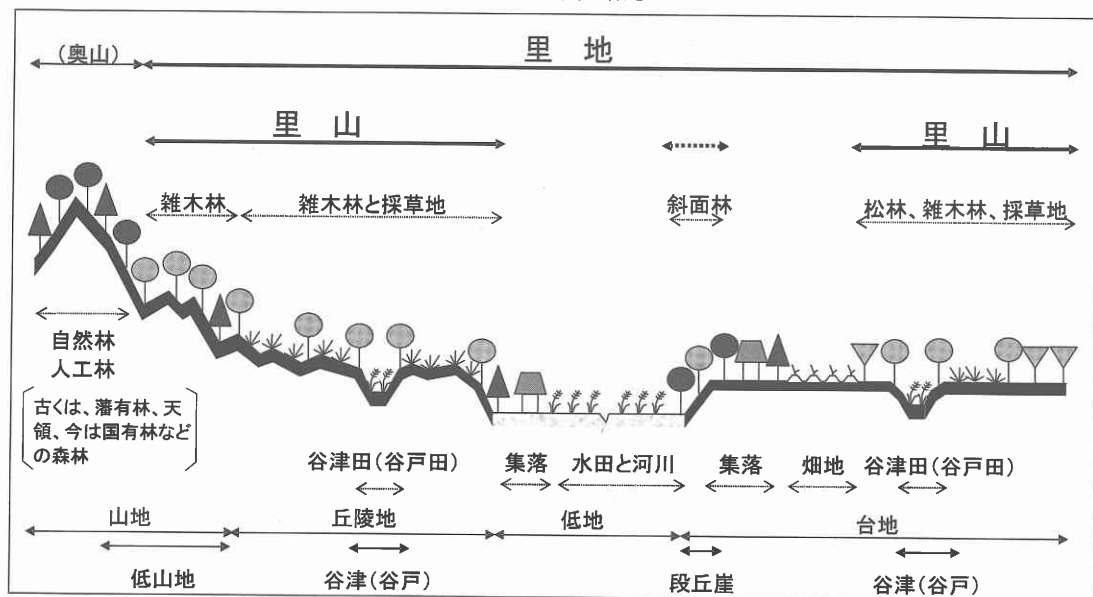 (奥山)
里 地
里 山
里 山
雑木林
雑木林と採草地
斜面林
松林、雑木林、採草地
自然林
人工林
古くは、藩有林、天
領、今は国有林など
の森林
谷津田(谷戸田)
集落
水田と河川
集落
畑地
谷津田(谷戸田)
山地
丘陵地
低地
台地
低山地
谷津(谷戸)
段丘崖
谷津(谷戸)